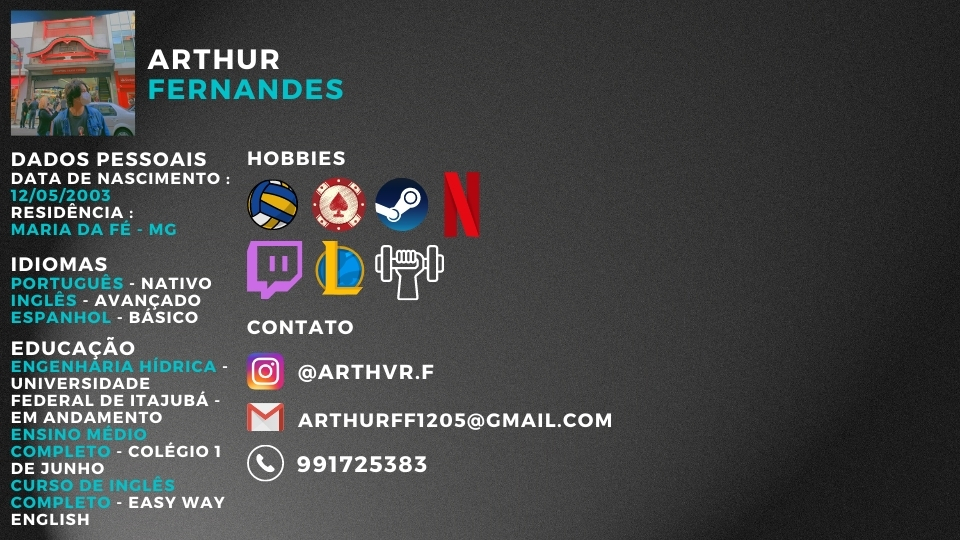 ARTHUR
FERNANDES
DADOS PESSOAIS
DATA DE NASCIMENTO :
12/05/2003
RESIDÊNCIA :
MARIA DA FÉ - MG
IDIOMAS
PORTUGUÊS - NATIVO
INGLÊS - AVANÇADO
ESPANHOL - BÁSICO
EDUCAÇÃO
ENGENHARIA HÍDRICA -
UNIVERSIDADE
FEDERAL DE ITAJUBÁ -
EM ANDAMENTO
ENSINO MÉDIO
COMPLETO - COLÉGIO 1
DE JUNHO
CURSO DE INGLÊS
COMPLETO - EASY WAY
ENGLISH
HOBBIES
CONTATO
@ARTHVR.F
ARTHURFF1205@GMAIL.COM
991725383